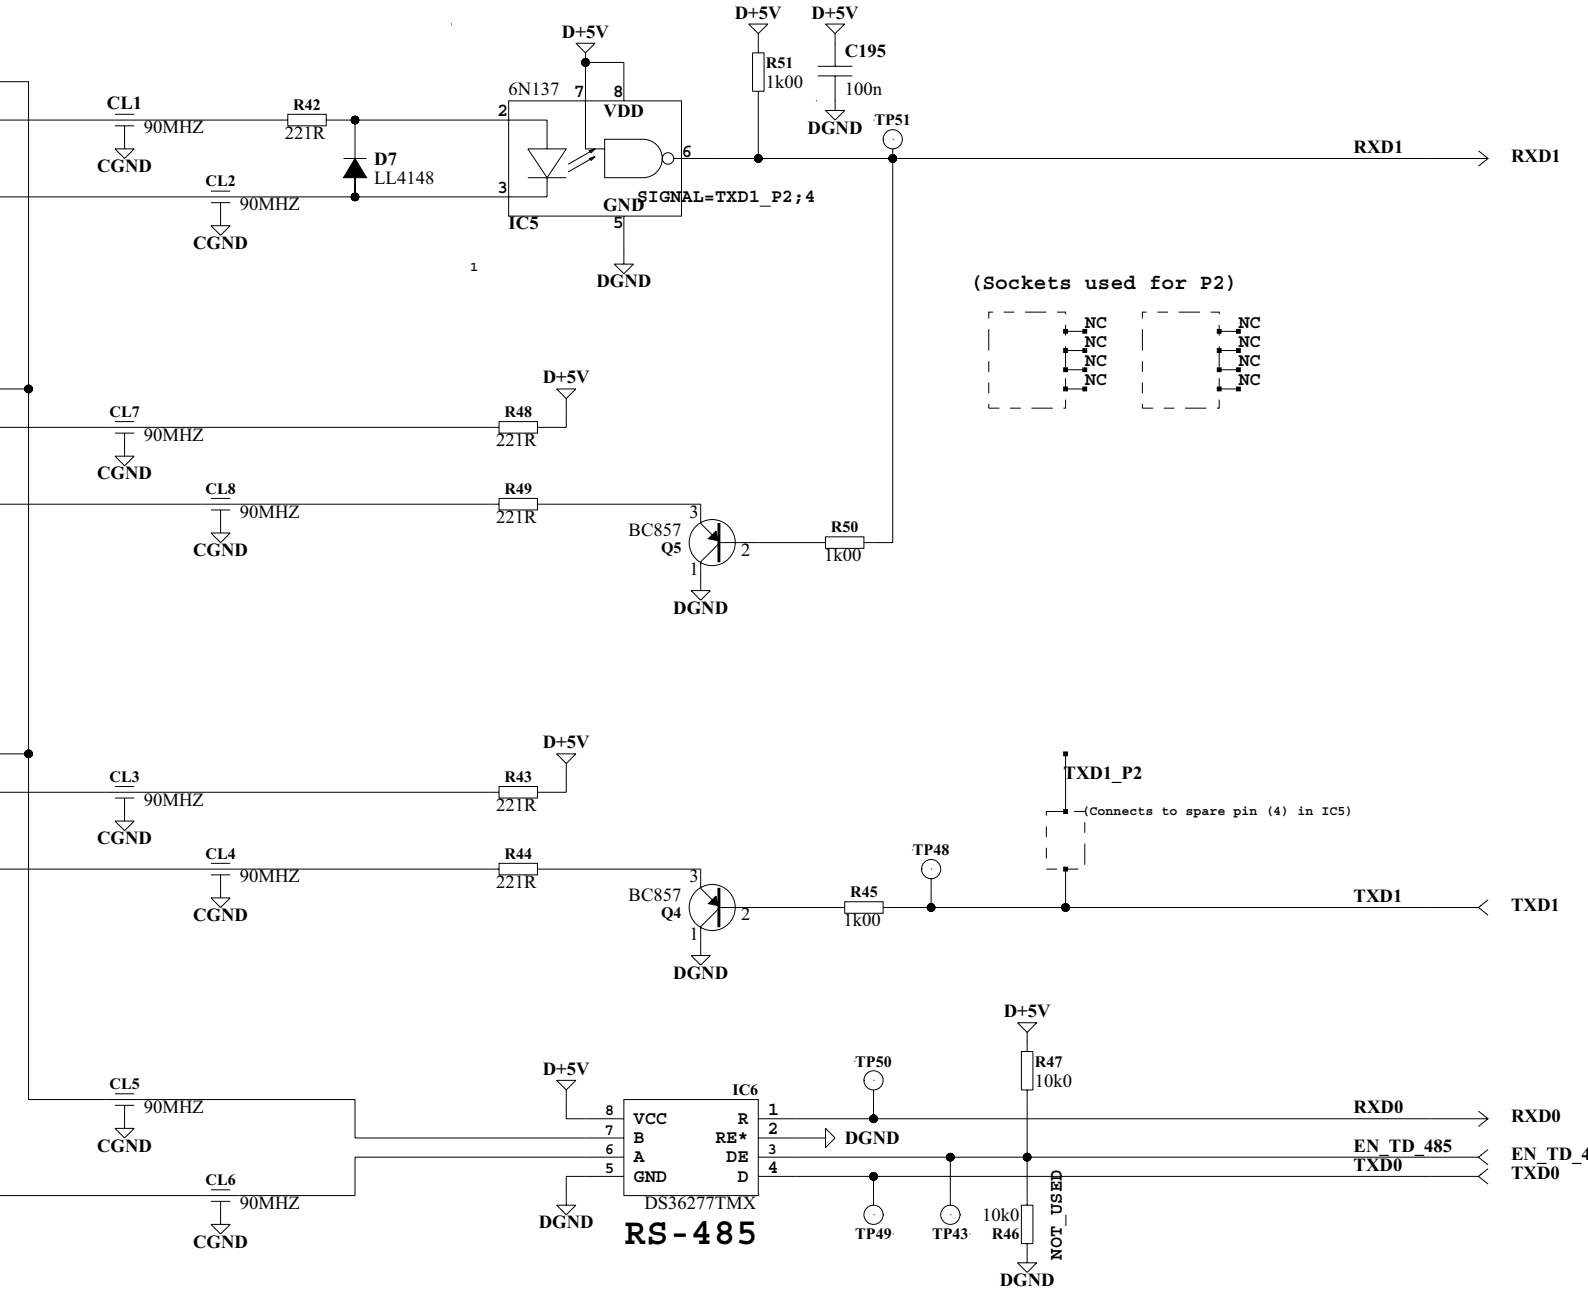 D+5V D+5V
D+5V
C195
R51
1k00
100n
6N137 7 8
VDD
CL1 R42 2
90MHZ 221R
DGND TP51
CGND
D7
LL4148
6
RXD1 RXD1
CL2 3
90MHZ
GND SIGNAL=TXD1_P2;4
IC5 5
CGND
1
DGND
(Sockets used for P2)
NC NC
NC NC
NC NC
NC NC
D+5V
CL7 R48
90MHZ 221R
CGND
CL8 R49
90MHZ 221R
3
BC857
Q5 2
R50
1k00
CGND
1
DGND
D+5V
TXD1_P2
CL3 R43
90MHZ 221R
(Connects to spare pin (4) in IC5)
CGND
CL4 R44 TP48
90MHZ 221R
3
BC857
Q4 2
R45
1k00
TXD1 TXD1
CGND
1
DGND
D+5V
R47
10k0
TP50
D+5V
CL5
90MHZ
IC6
8 VCC R 1
RXD0 RXD0
7 B RE* 2 DGND
CGND
6 A DE 3
EN_TD_485 EN_TD_4
5 GND D 4
TXD0 TXD0
CL6
90MHZ
DS36277TMX
DGND
RS-485
TP49 TP43
10k0
R46
NOT_USED
CGND
DGND